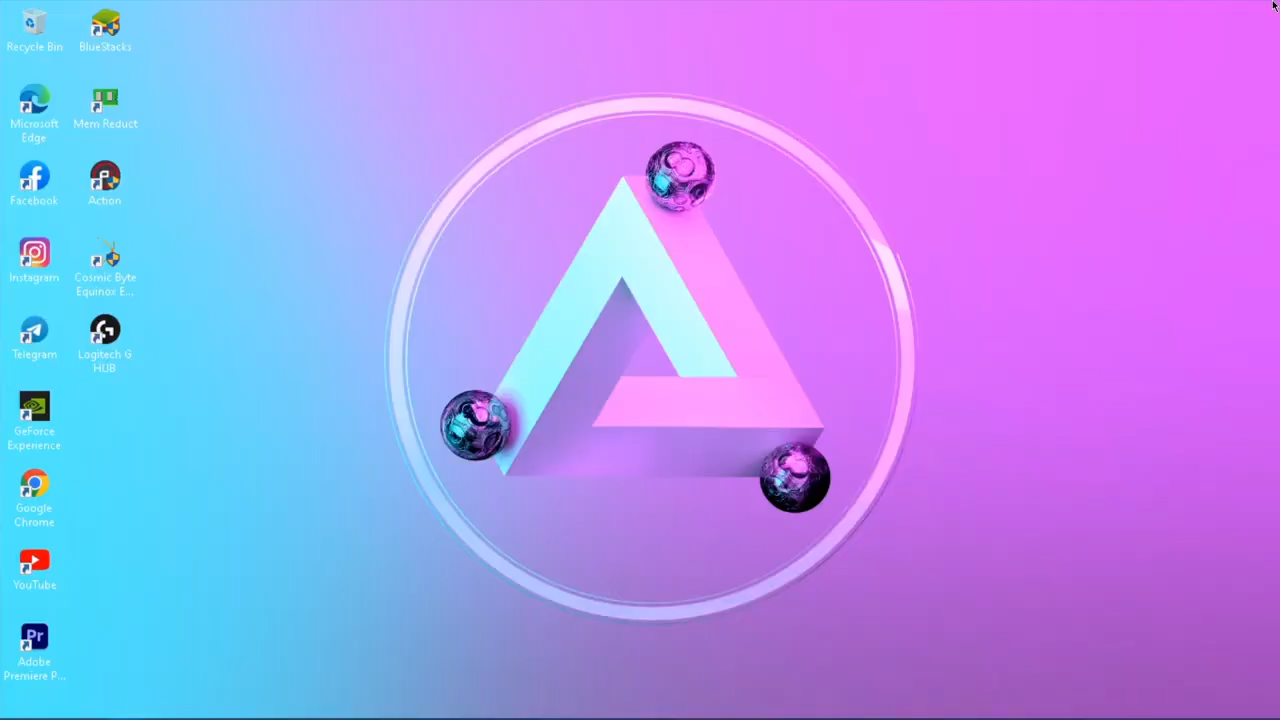 Recycle Bin
BlueStacks
Microsoft
Edge
Mem Reduct
Facebook
Action
Instagram
Cosmic Byte
Equinox E...
Telegram
Logitech G
HUB
GeForce
Experience
Google
Chrome
YouTube
Pr
Adobe
Premiere P...